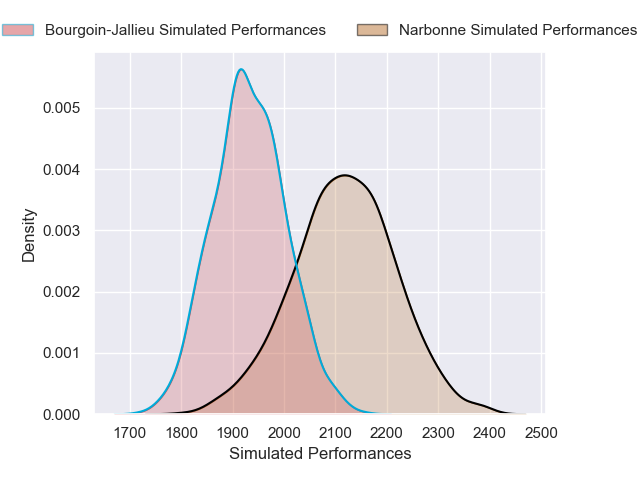 Bourgoin-Jallieu Simulated Performances Narbonne Simulated Performances
0.005
0.004
0.003
0.002
0.001
0.000
Density
1700 1800 1900 2000 2100 2200 2300 2400 2500
Simulated Performances